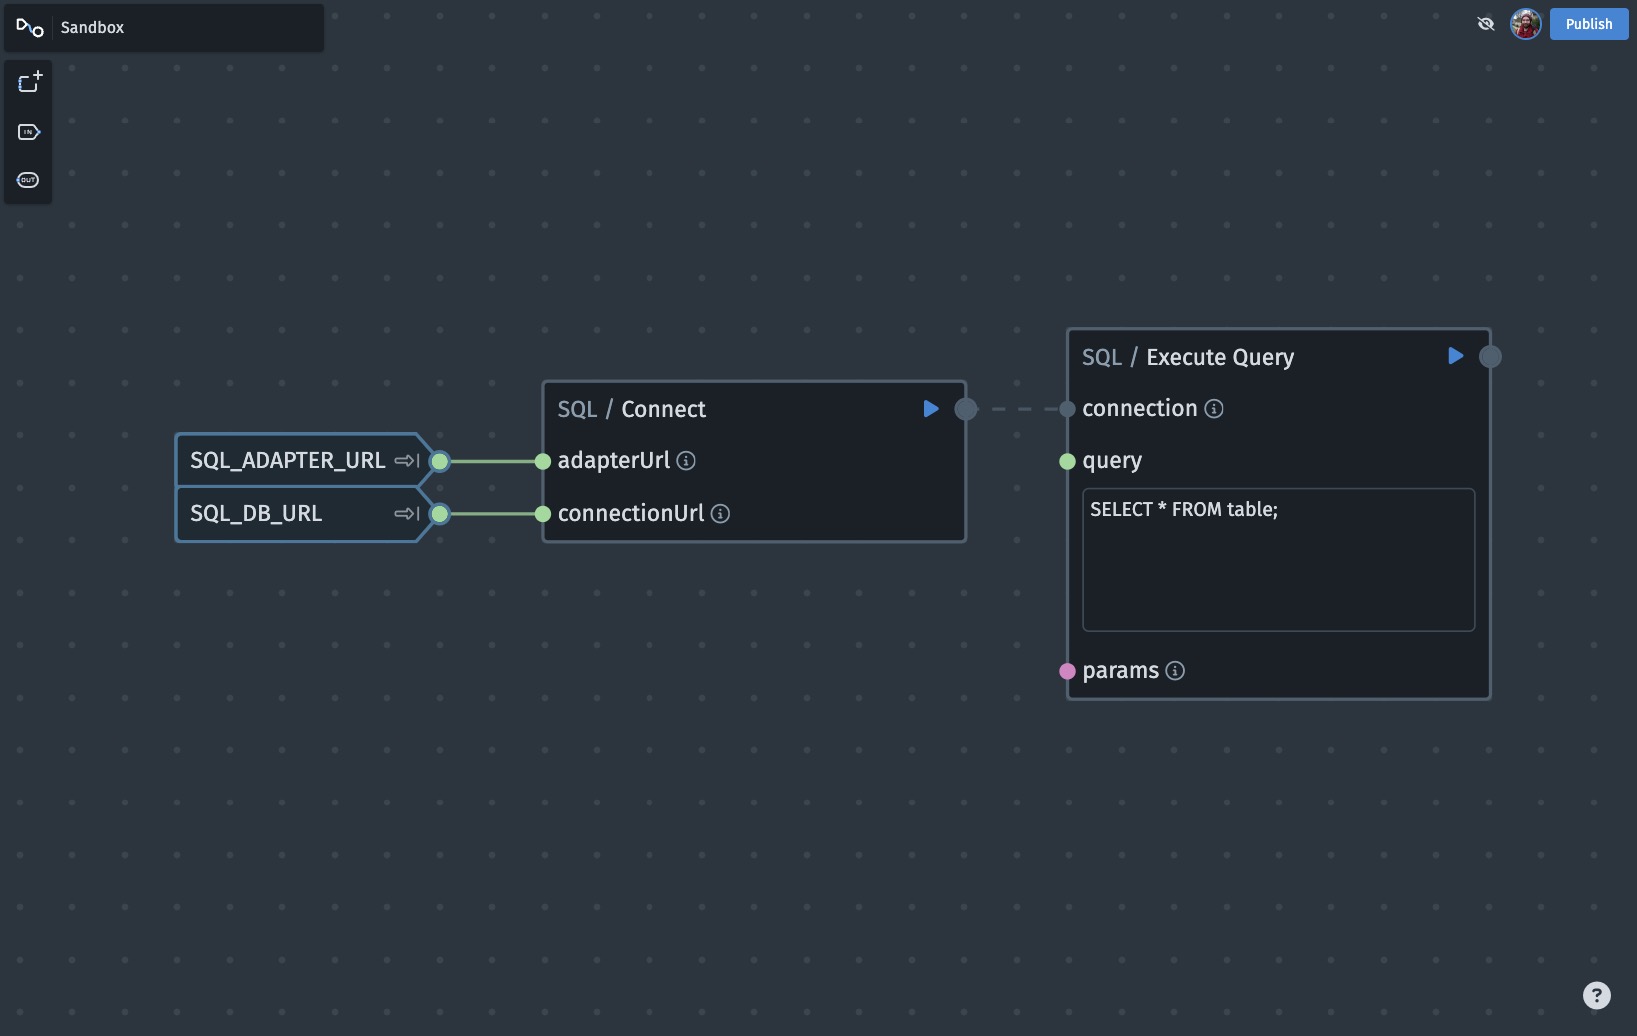 Sandbox
Publish
IN
OUT
SQL / Execute Query
connection
SQL / Connect
SQL_ADAPTER_URL
adapterUrl
query
SQL_DB_URL
connectionUrl
SELECT * FROM table;
params
?